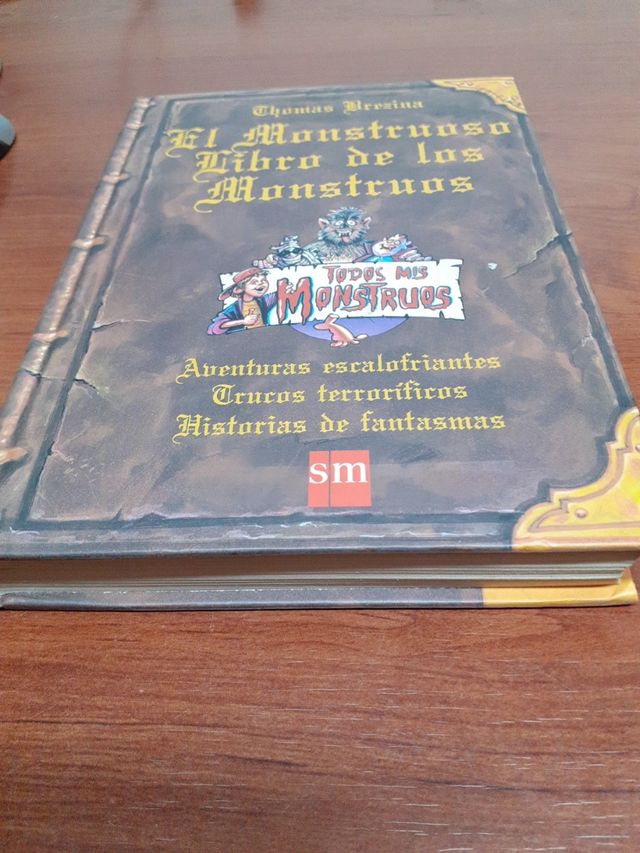 Thomas Brezina
El Monstruoso
Libro de los
Monstruos
TODOS MIS
MONSTRUOS
Aventuras escalofriantes
Trucos terroríficos
Historias de fantasmas
sm